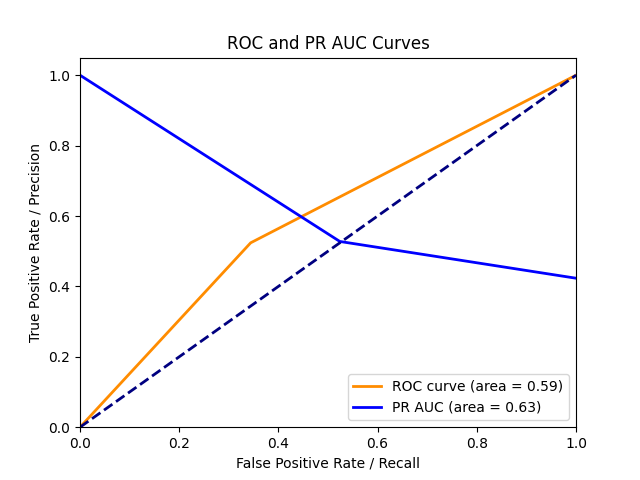 ROC and PR AUC Curves
True Positive Rate / Precision
1.0
0.8
0.6
0.4
0.2
0.0
0.0 0.2 0.4 0.6 0.8 1.0
False Positive Rate / Recall
ROC curve (area = 0.59)
PR AUC (area = 0.63)